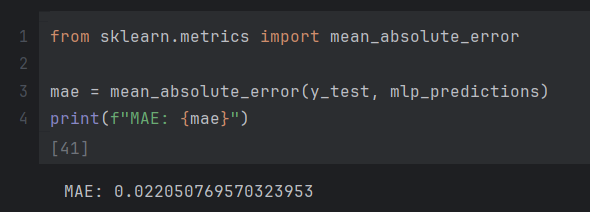 1 from sklearn.metrics import mean_absolute_error
2
3 mae = mean_absolute_error(y_test, mlp_predictions)
4 print(f"MAE: {mae}")
[41]
MAE: 0.022050769570323953